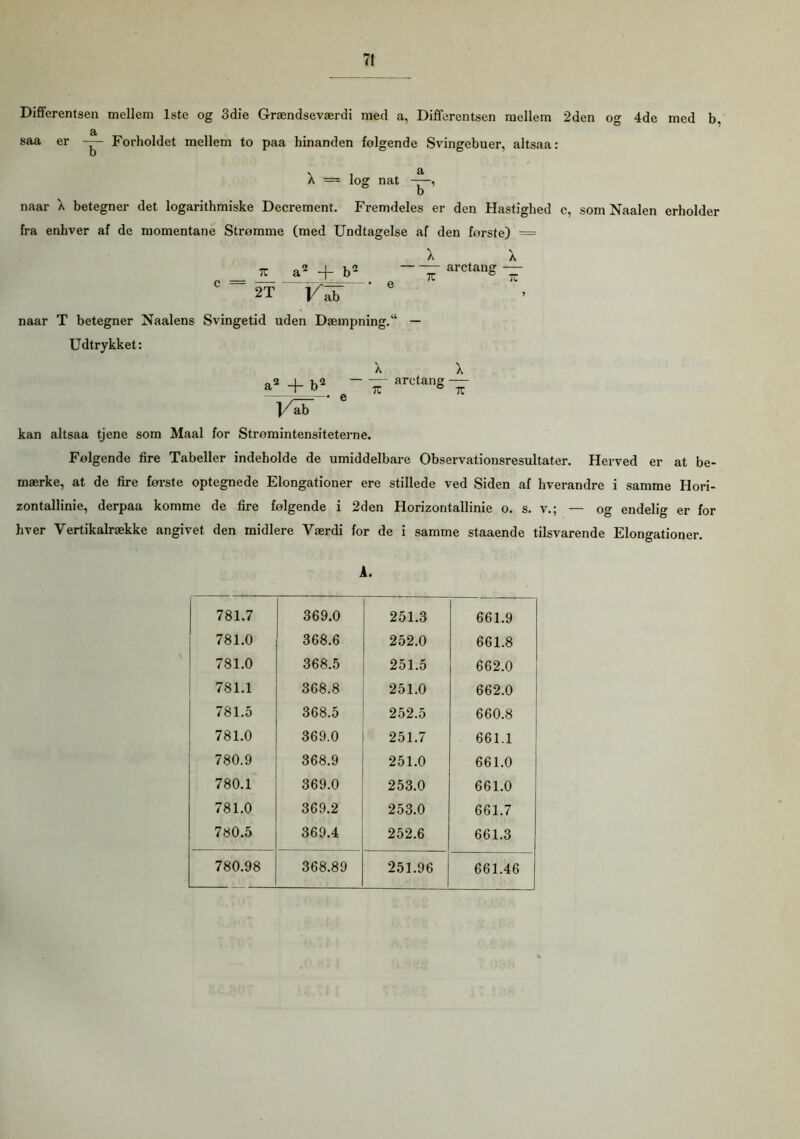 71
Differentsen mellem 1ste og 3die Grændseværdi med a, Differentsen mellem 2den og 4de med b,
saa er a/b Forholdet mellem to paa hinanden følgende Svingebuer, altsaa:
λ = log nat a/b,
naar λ betegner det logarithmiske Decrement. Fremdeles er den Hastighed c, som Naalen erholder
fra enhver af de momentane Strømme (med Undtagelse af den første) =
c = π/2T · (a² + b²)/√ab · e^(− λ/π arctang λ/π),
naar T betegner Naalens Svingetid uden Dæmpning.“ —
Udtrykket:
(a² + b²)/√ab · e^(− λ/π arctang λ/π)
kan altsaa tjene som Maal for Strømintensiteterne.
Følgende fire Tabeller indeholde de umiddelbare Observationsresultater. Herved er at be-
mærke, at de fire første optegnede Elongationer ere stillede ved Siden af hverandre i samme Hori-
zontallinie, derpaa komme de fire følgende i 2den Horizontallinie o. s. v.; — og endelig er for
hver Vertikalrække angivet den midlere Værdi for de i samme staaende tilsvarende Elongationer.
A.
781.7 369.0 251.3 661.9
781.0 368.6 252.0 661.8
781.0 368.5 251.5 662.0
781.1 368.8 251.0 662.0
781.5 368.5 252.5 660.8
781.0 369.0 251.7 661.1
780.9 368.9 251.0 661.0
780.1 369.0 253.0 661.0
781.0 369.2 253.0 661.7
780.5 369.4 252.6 661.3
780.98 368.89 251.96 661.46